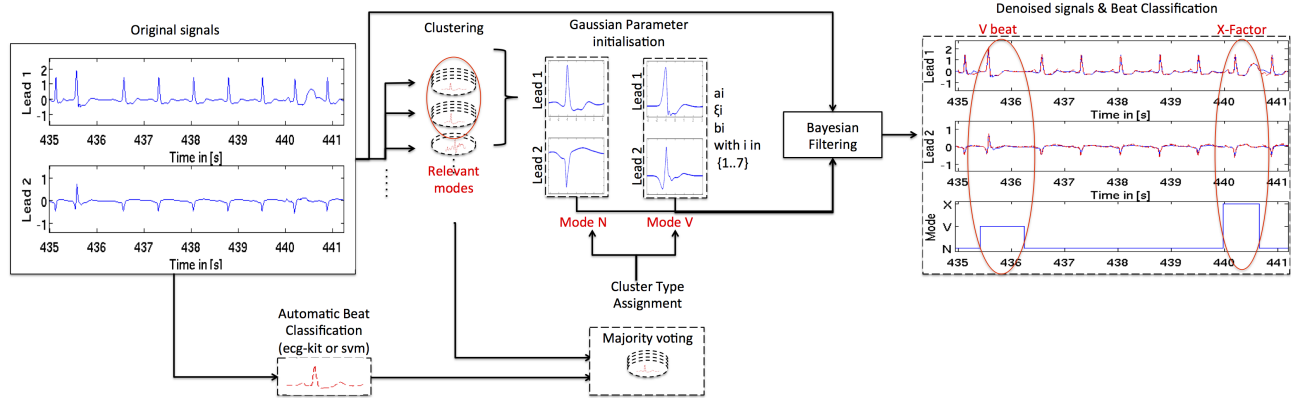 Original signals
Lead 1
2
1
0
-1
435 436 437 438 439 440 441
Time in [s]
Lead 2
1
0
-1
435 436 437 438 439 440 441
Time in [s]
Automatic Beat
Classification
(ecg-kit or svm)
Clustering
Relevant
modes
Gaussian Parameter
initialisation
Lead 1
Lead 1
Lead 2
Lead 2
ai
ξi
bi
with i in
{1..7}
Mode N
Mode V
Cluster Type
Assignment
Majority voting
Bayesian
Filtering
Denoised signals & Beat Classification
V beat
X-Factor
Lead 1
2
1
0
-1
435 436 437 438 439 440 441
Time in [s]
Lead 2
1
0
-1
435 436 437 438 439 440 441
Time in [s]
Mode
X
V
N
435 436 437 438 439 440 441